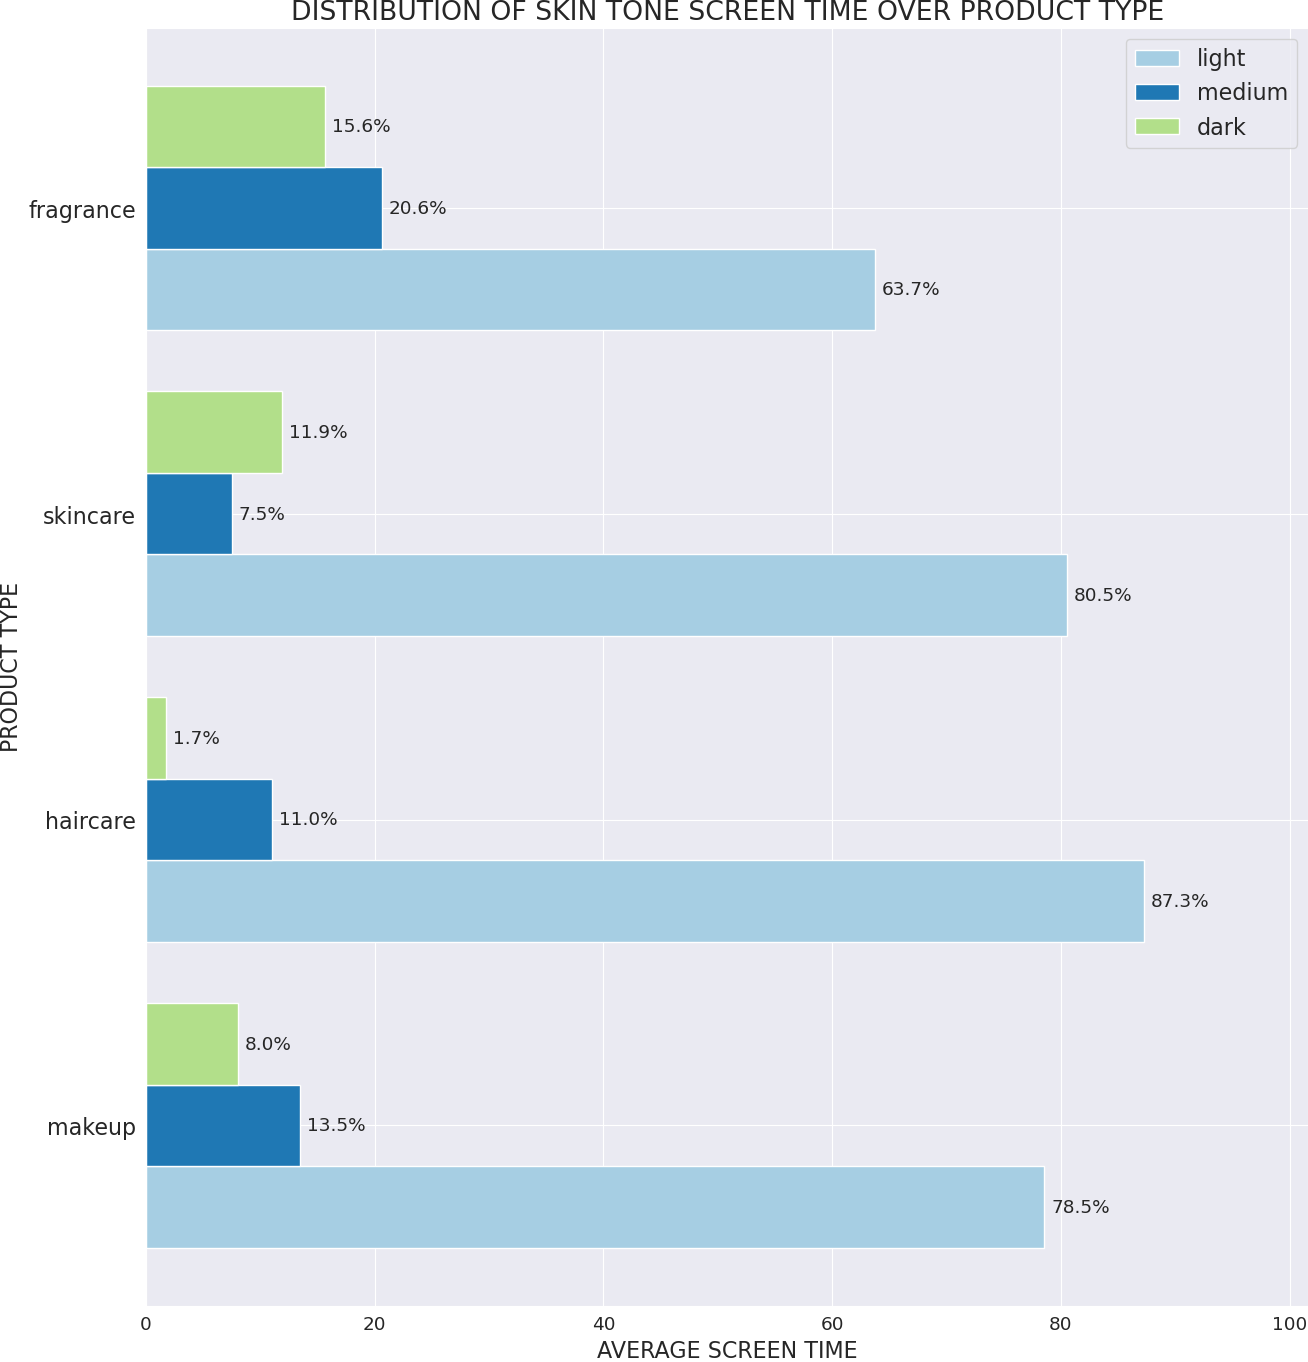 DISTRIBUTION OF SKIN TONE SCREEN TIME OVER PRODUCT TYPE
light
medium
dark
15.6%
fragrance
20.6%
63.7%
11.9%
skincare
7.5%
80.5%
PRODUCT TYPE
1.7%
haircare
11.0%
87.3%
8.0%
makeup
13.5%
78.5%
0 20 40 60 80 100
AVERAGE SCREEN TIME